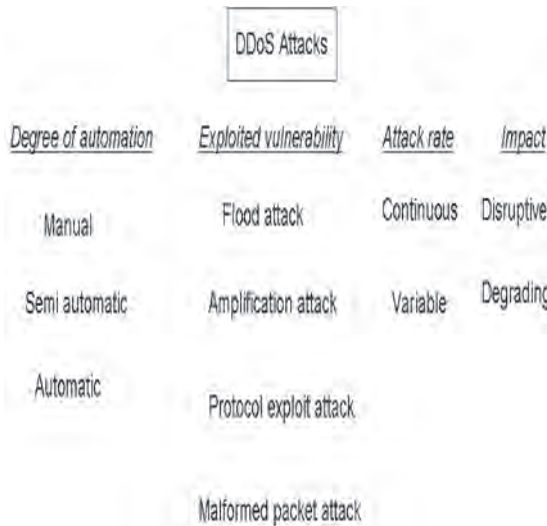 DDoS Attacks
Degree of automation
Exploited vulnerability
Attack rate
Impact
Manual
Flood attack
Continuous
Disruptive
Semi automatic
Amplification attack
Variable
Degrading
Automatic
Protocol exploit attack
Malformed packet attack